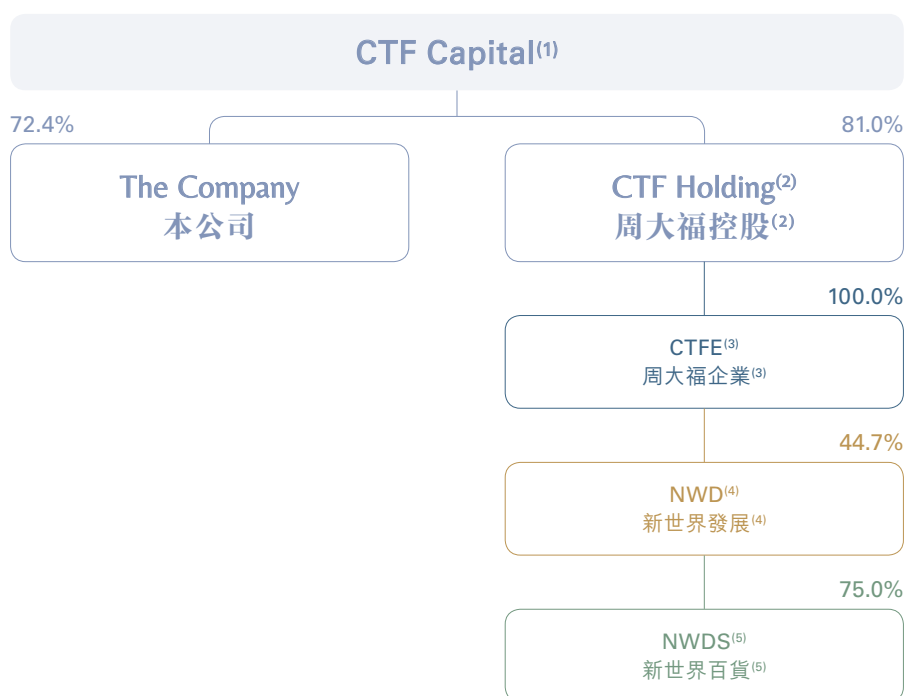 CTF Capital(1)
72.4%
81.0%
The Company
本公司
CTF Holding(2)
周大福控股(2)
100.0%
CTFE(3)
周大福企業(3)
44.7%
NWD(4)
新世界發展(4)
75.0%
NWDS(5)
新世界百貨(5)